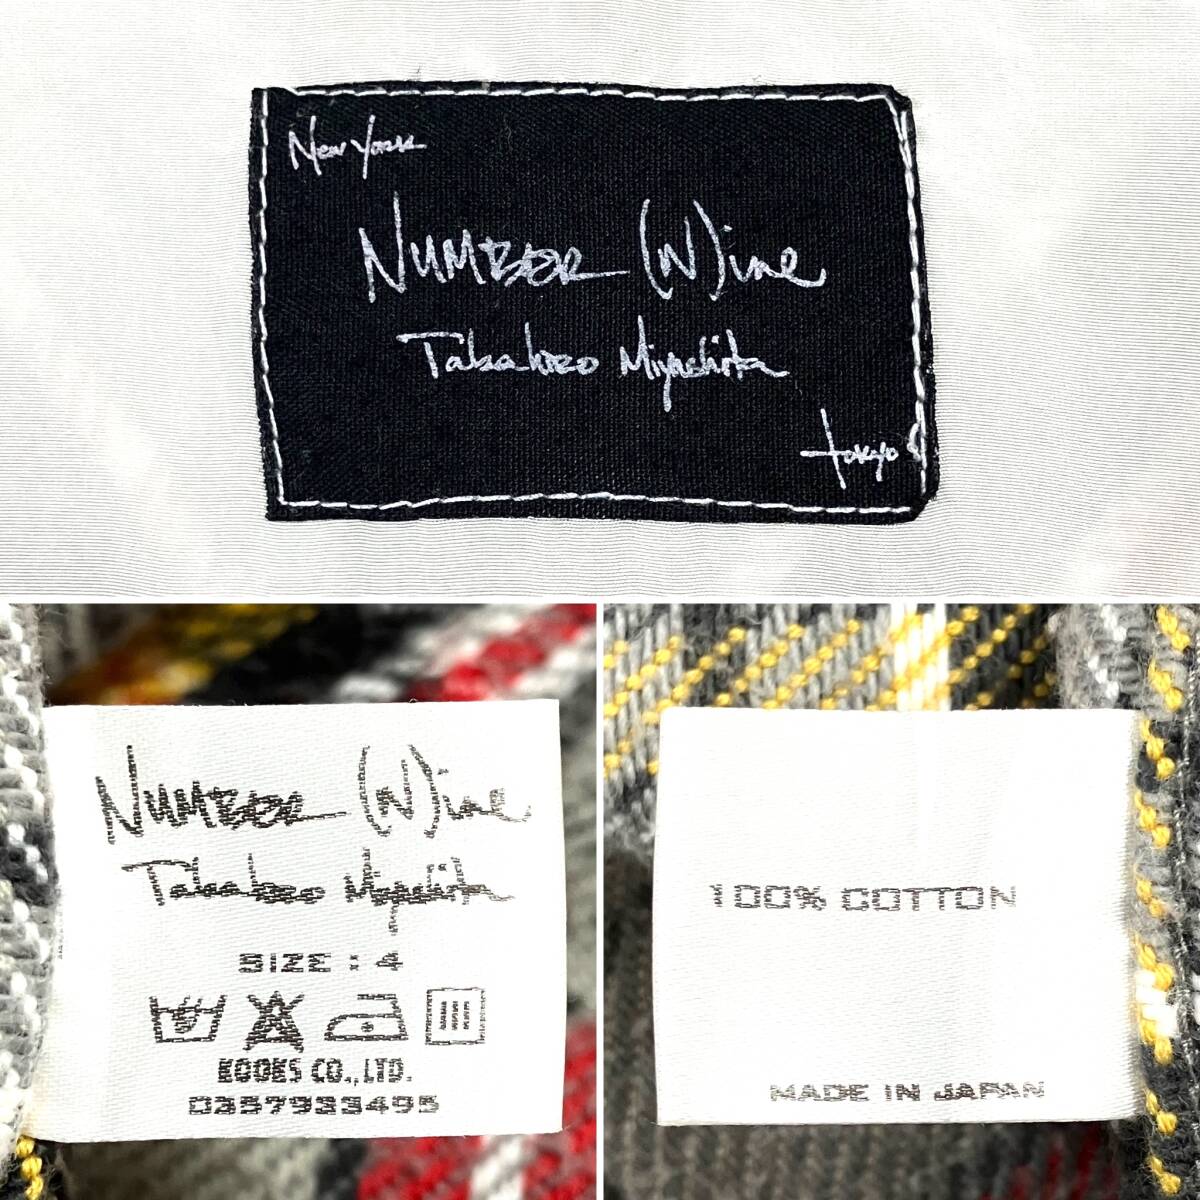 New York
NUMBER (N)ine
Takahiro Miyashita
tokyo
NUMBER (N)ine
Takahiro Miyashita
SIZE : 4
KOOKS CO., LTD.
0357933495
100% COTTON
MADE IN JAPAN